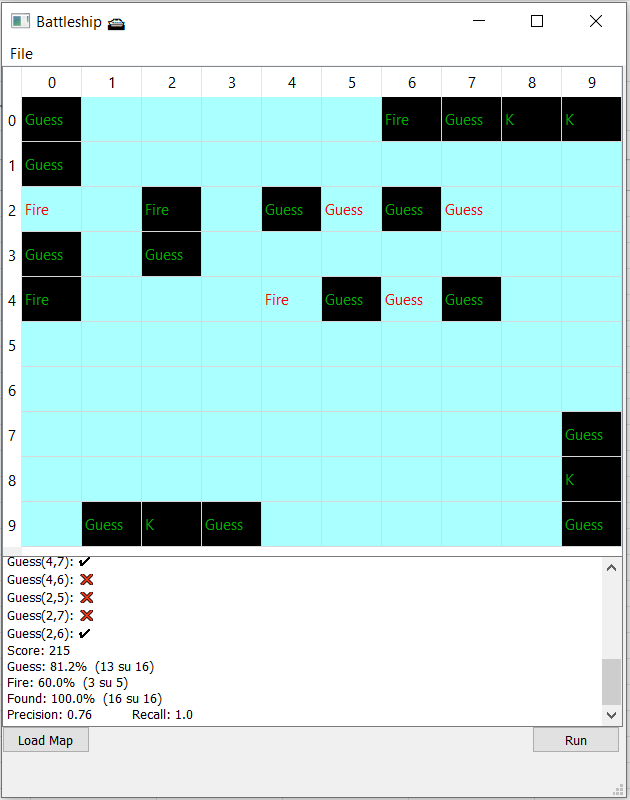 Battleship
File
0 1 2 3 4 5 6 7 8 9
0 Guess Fire Guess K K
1 Guess
2 Fire Fire Guess Guess Guess Guess
3 Guess Guess
4 Fire Fire Guess Guess Guess
5
6
7 Guess
8 K
9 Guess K Guess Guess
Guess(4,7): ✔
Guess(4,6): ❌
Guess(2,5): ❌
Guess(2,7): ❌
Guess(2,6): ✔
Score: 215
Guess: 81.2% (13 su 16)
Fire: 60.0% (3 su 5)
Found: 100.0% (16 su 16)
Precision: 0.76 Recall: 1.0
Load Map Run